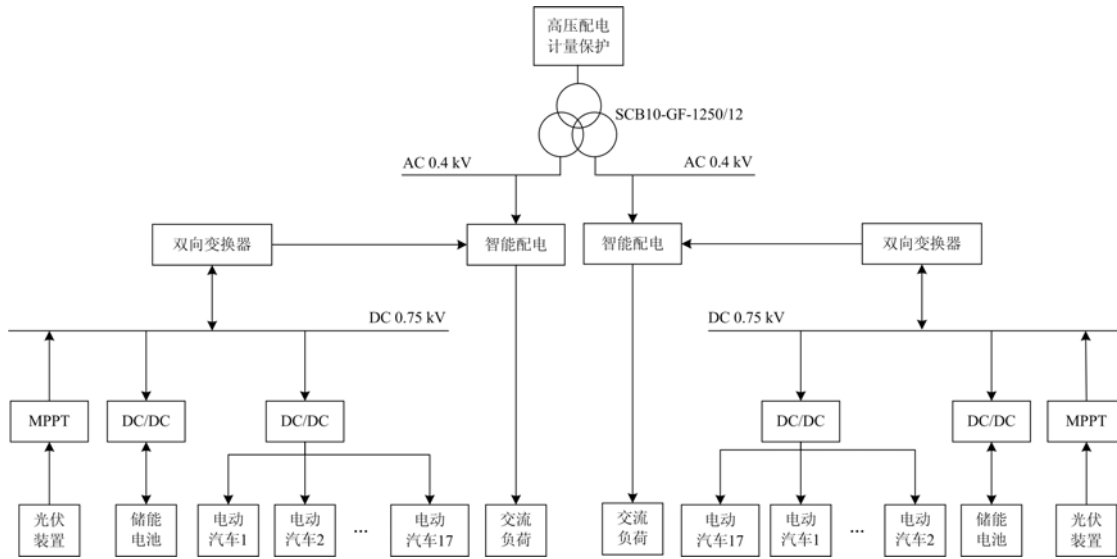 高压配电
计量保护
SCB10-GF-1250/12
AC 0.4 kV
AC 0.4 kV
双向变换器
智能配电
智能配电
双向变换器
DC 0.75 kV
DC 0.75 kV
MPPT
DC/DC
DC/DC
DC/DC
DC/DC
MPPT
光伏
装置
储能
电池
电动
汽车1
电动
汽车2
...
电动
汽车17
交流
负荷
交流
负荷
电动
汽车17
电动
汽车1
...
电动
汽车2
储能
电池
光伏
装置